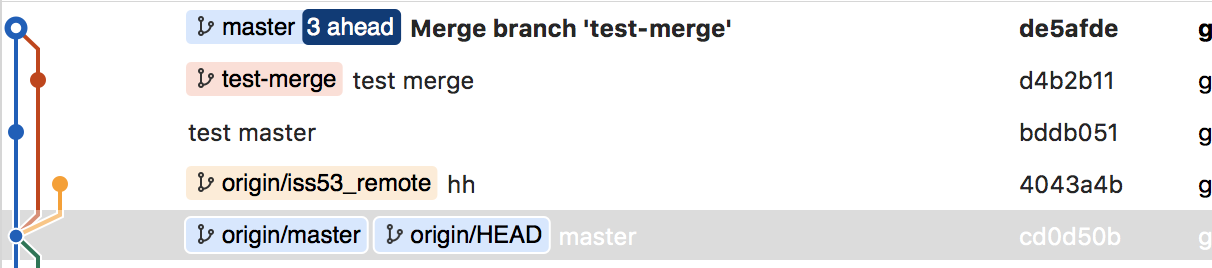 master 3 ahead Merge branch 'test-merge' de5afde g
test-merge test merge d4b2b11 g
test master bddb051 g
origin/iss53_remote hh 4043a4b g
origin/master origin/HEAD master cd0d50b g